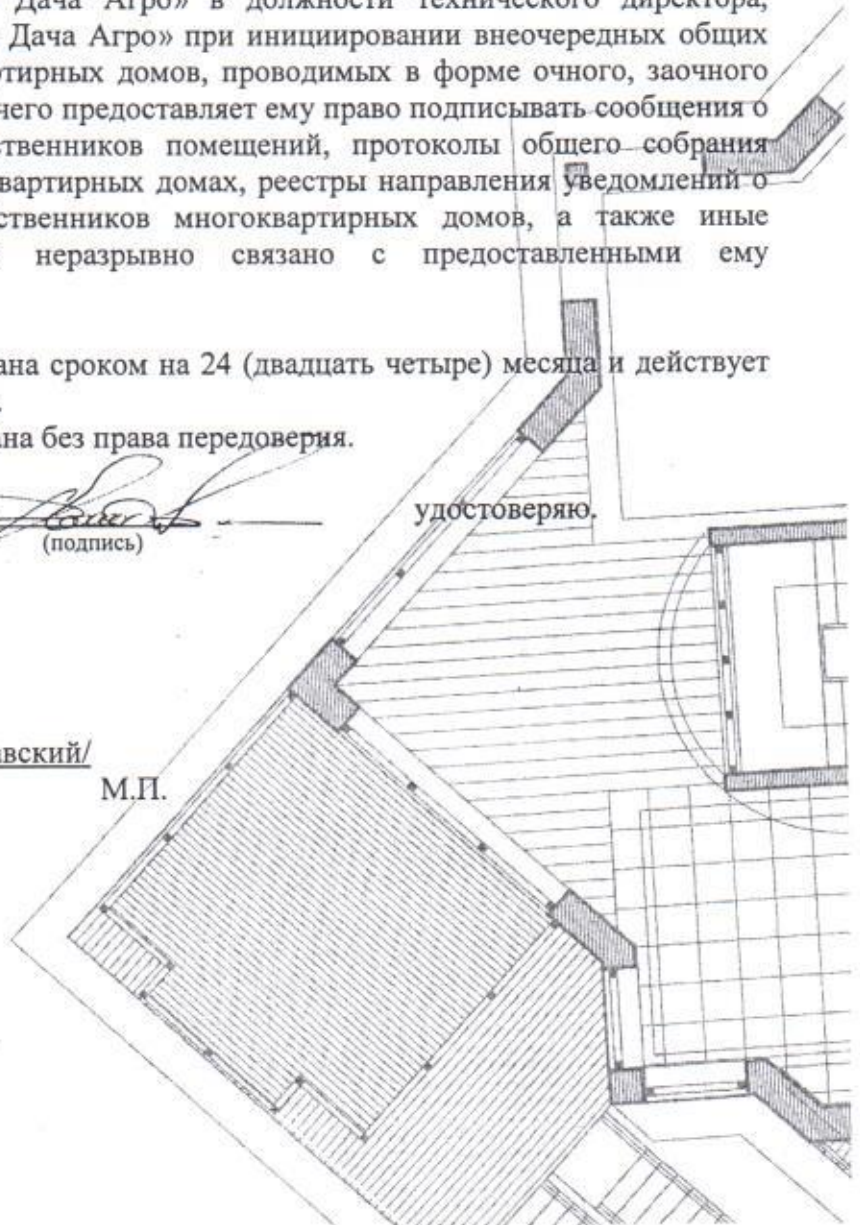 Дача Агро» в должности технического директора,
Дача Агро» при инициировании внеочередных общих
ртирных домов, проводимых в форме очного, заочного
чего предоставляет ему право подписывать сообщения о
ственников помещений, протоколы общего собрания
квартирных домах, реестры направления уведомлений о
ственников многоквартирных домов, а также иные
неразрывно связано с предоставленными ему
ана сроком на 24 (двадцать четыре) месяца и действует
на без права передоверия.
удостоверяю.
(подпись)
авский/
М.П.